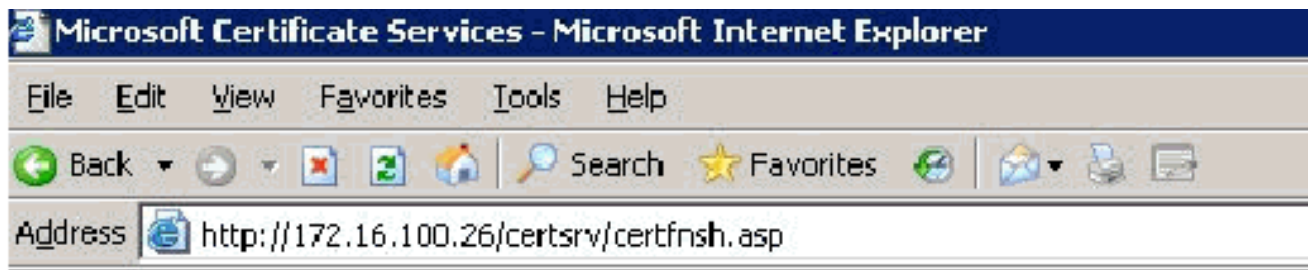 Microsoft Certificate Services - Microsoft Internet Explorer
File Edit View Favorites Tools Help
Back Search Favorites
Address http://172.16.100.26/certsrv/certfnsh.asp